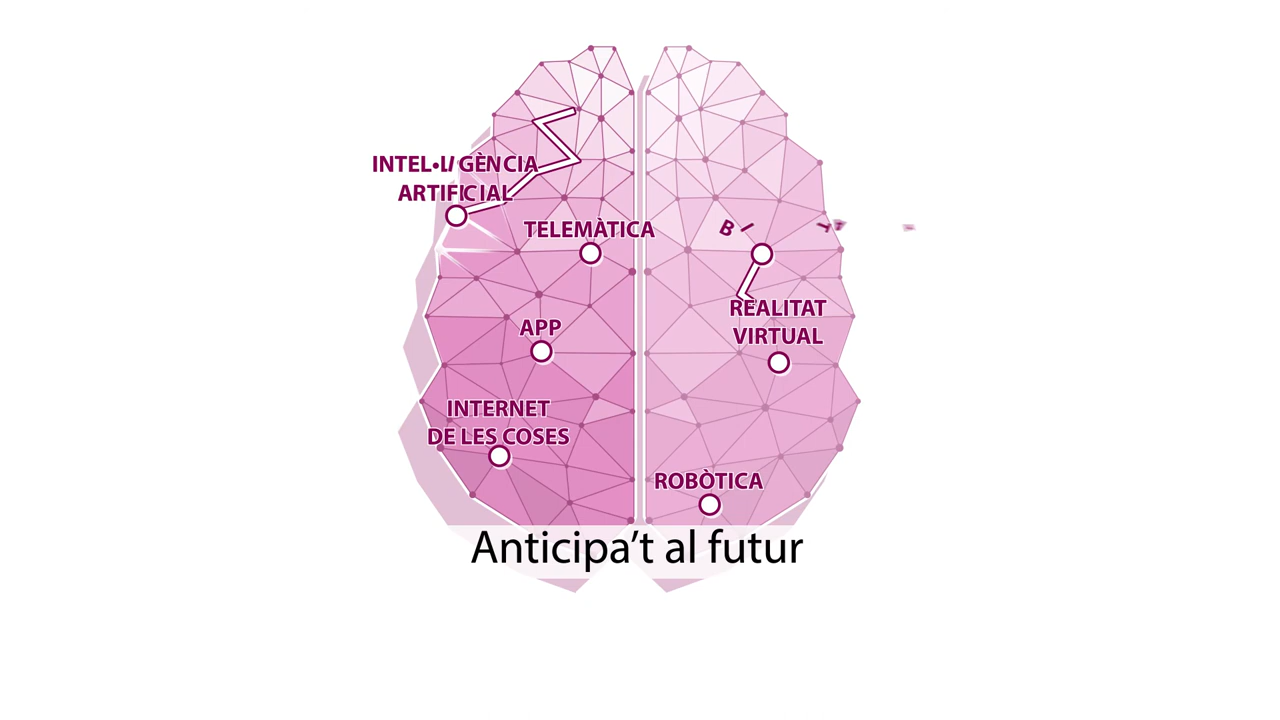 INTEL·LIGÈNCIA
ARTIFICIAL
TELEMÀTICA
APP
REALITAT
VIRTUAL
INTERNET
DE LES COSES
ROBÒTICA
Anticipa't al futur